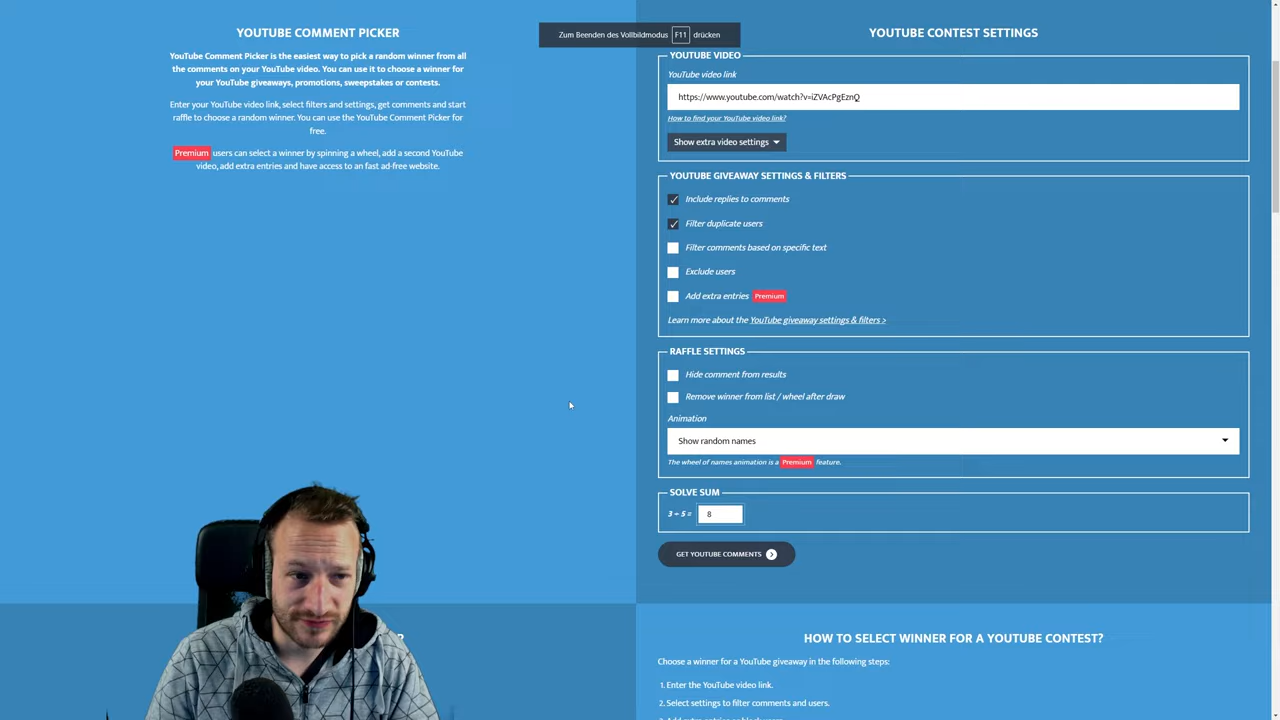 YOUTUBE COMMENT PICKER
YouTube Comment Picker is the easiest way to pick a random winner from all
the comments on your YouTube video. You can use it to choose a winner for
your YouTube giveaways, promotions, sweepstakes or contests.
Enter your YouTube video link, select filters and settings, get comments and start
raffle to choose a random winner. You can use the YouTube Comment Picker for
free.
Premium users can select a winner by spinning a wheel, add a second YouTube
video, add extra entries and have access to an fast ad-free website.
Zum Beenden des Vollbildmodus F11 drücken
YOUTUBE CONTEST SETTINGS
YOUTUBE VIDEO
YouTube video link
https://www.youtube.com/watch?v=iZVAcPgEznQ
How to find your YouTube video link?
Show extra video settings
YOUTUBE GIVEAWAY SETTINGS & FILTERS
Include replies to comments
Filter duplicate users
Filter comments based on specific text
Exclude users
Add extra entries Premium
Learn more about the YouTube giveaway settings & filters >
RAFFLE SETTINGS
Hide comment from results
Remove winner from list / wheel after draw
Animation
Show random names
The wheel of names animation is a Premium feature.
SOLVE SUM
3 + 5 = 8
GET YOUTUBE COMMENTS
HOW TO SELECT WINNER FOR A YOUTUBE CONTEST?
Choose a winner for a YouTube giveaway in the following steps:
1. Enter the YouTube video link.
2. Select settings to filter comments and users.